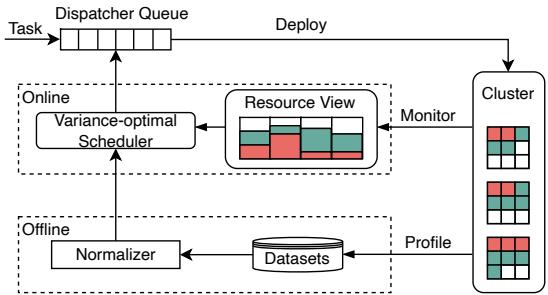 Dispatcher Queue
Task
Deploy
Online
Resource View
Cluster
Variance-optimal
Scheduler
Monitor
Offline
Normalizer
Datasets
Profile